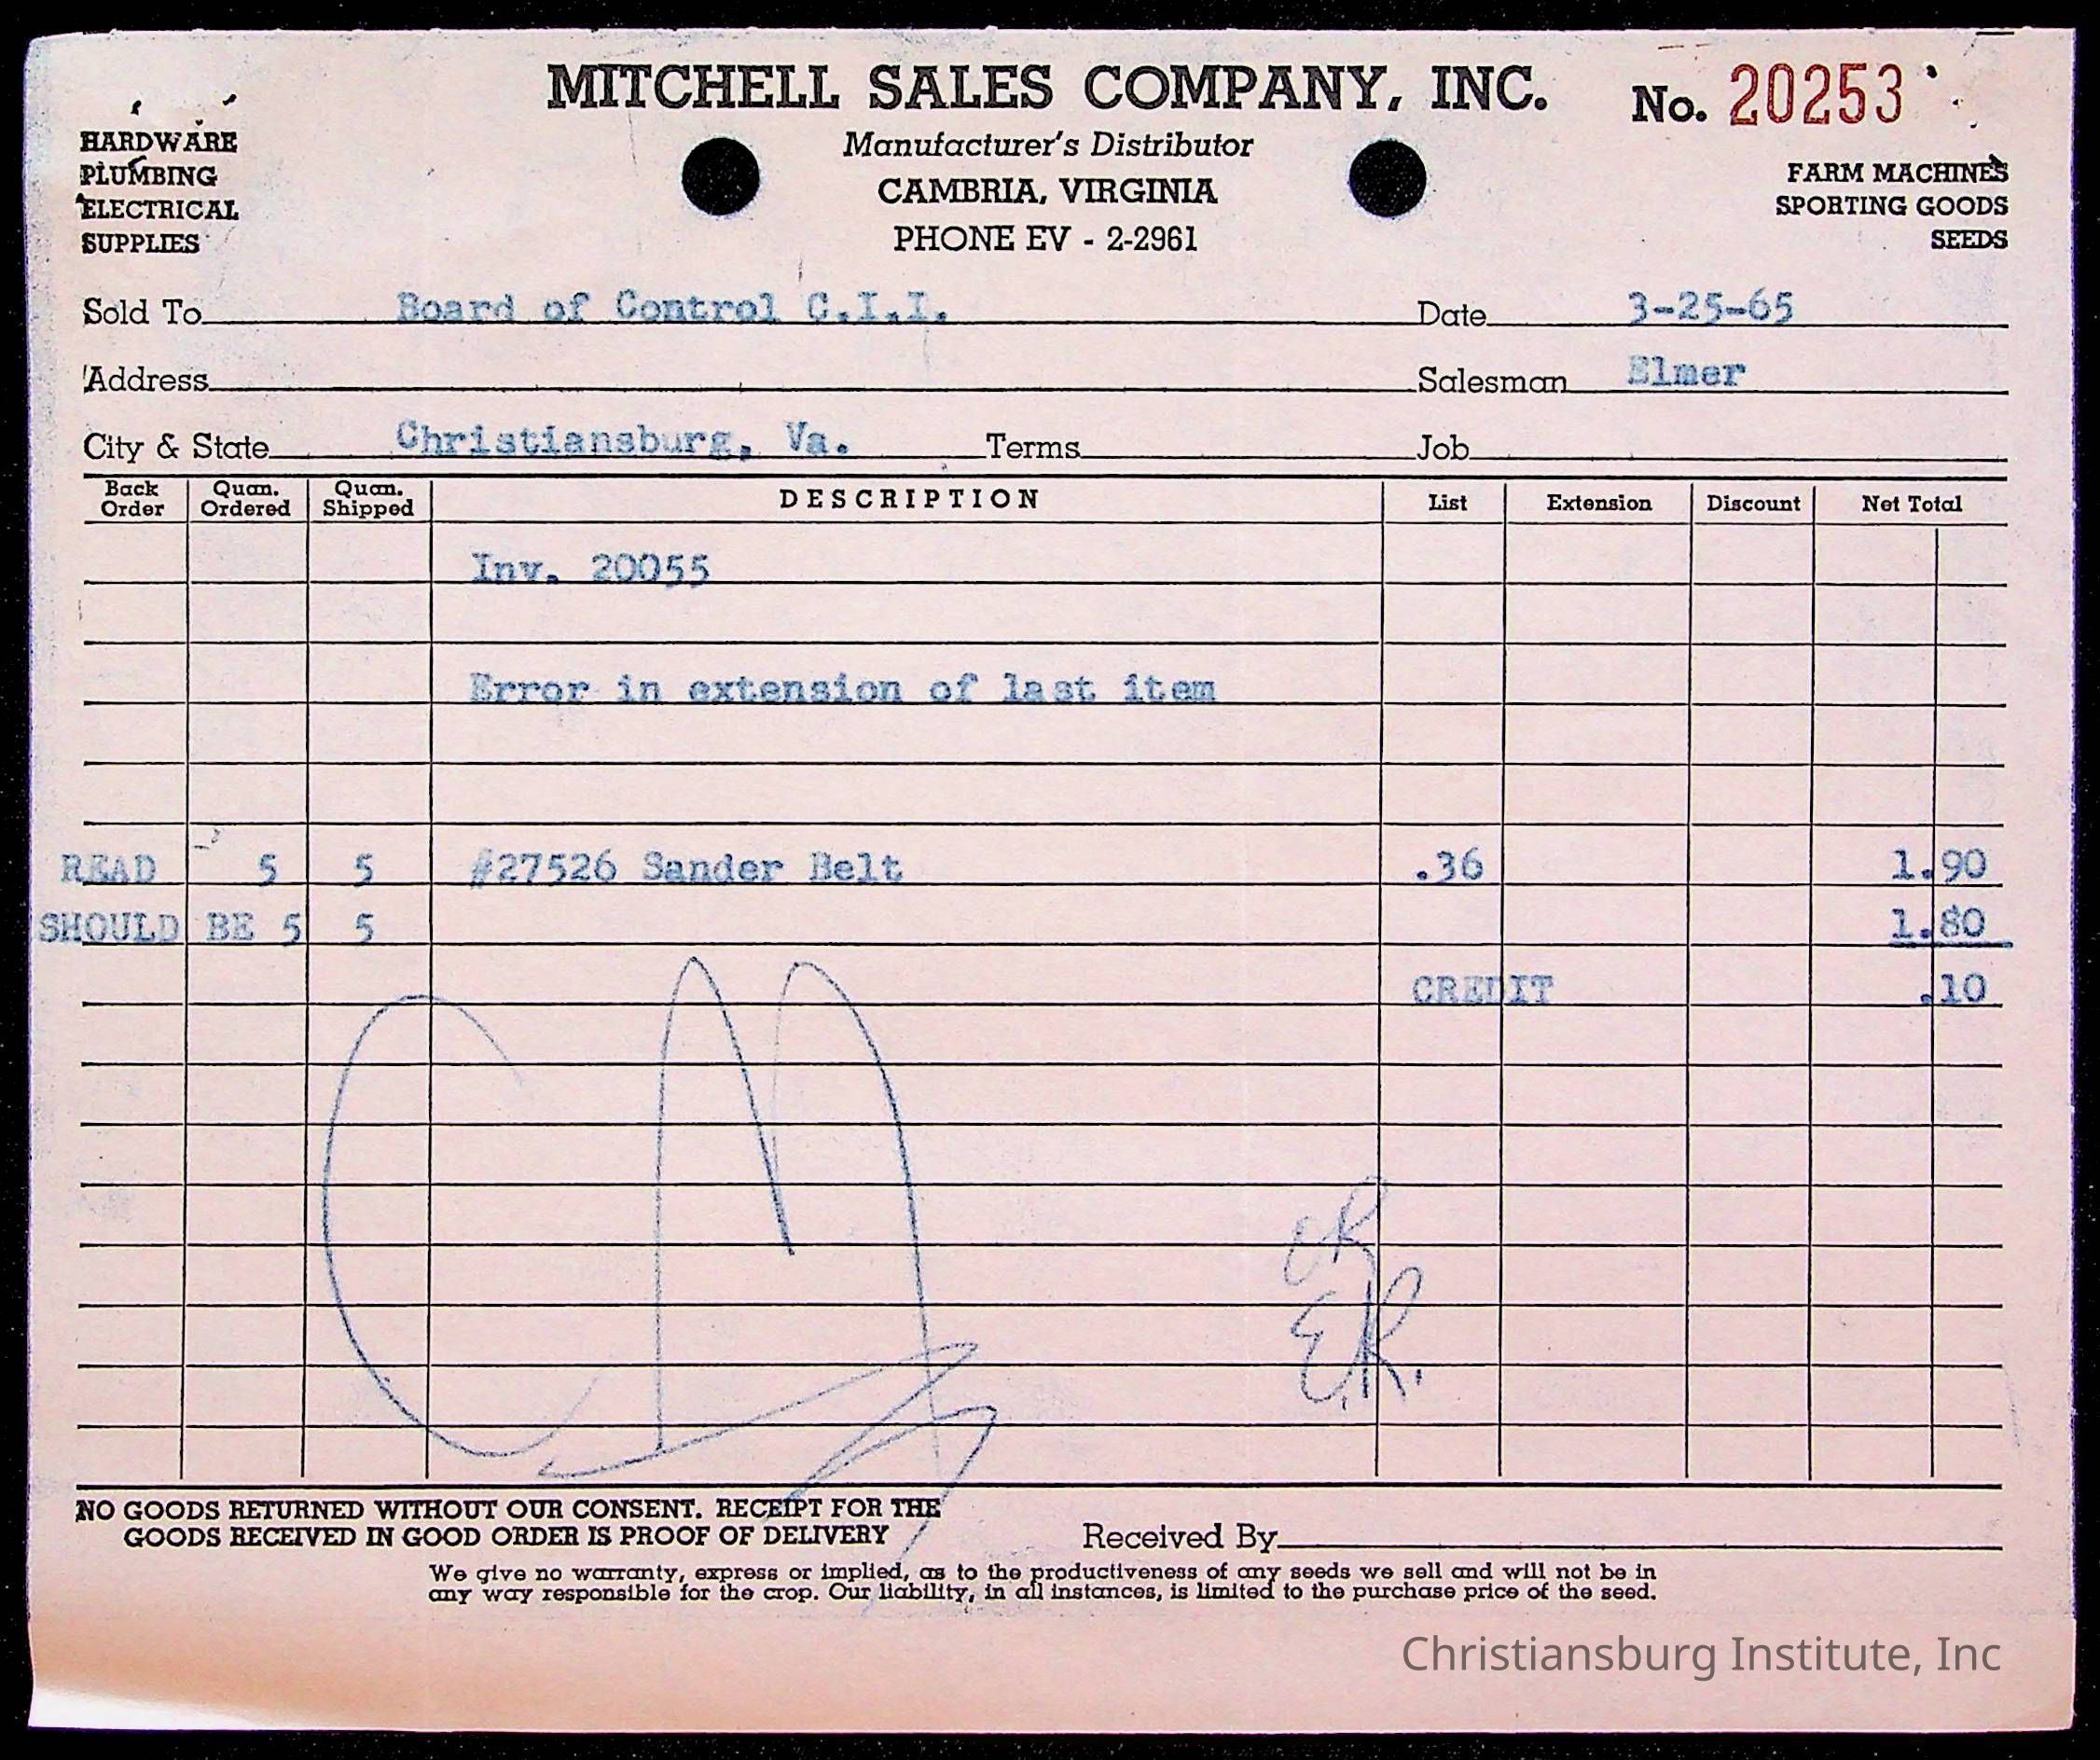 MITCHELL SALES COMPANY, INC.
No. 20253
Manufacturer's Distributor
CAMBRIA, VIRGINIA
PHONE EV - 2-2961
HARDWARE
PLUMBING
ELECTRICAL
SUPPLIES
FARM MACHINES
SPORTING GOODS
SEEDS
Sold To Board of Control C.I.I. Date 3-25-65
Address Salesman Elmer
City & State Christiansburg, Va. Terms Job
Back Order Quan. Ordered Quan. Shipped DESCRIPTION List Extension Discount Net Total
Inv. 20055
Error in extension of last item
READ 5 5 #27526 Sander Belt .36 1.90
SHOULD BE 5 5 1.80
CREDIT .10
E.R.
NO GOODS RETURNED WITHOUT OUR CONSENT. RECEIPT FOR THE
GOODS RECEIVED IN GOOD ORDER IS PROOF OF DELIVERY
Received By
We give no warranty, express or implied, as to the productiveness of any seeds we sell and will not be in
any way responsible for the crop. Our liability, in all instances, is limited to the purchase price of the seed.
Christiansburg Institute, Inc